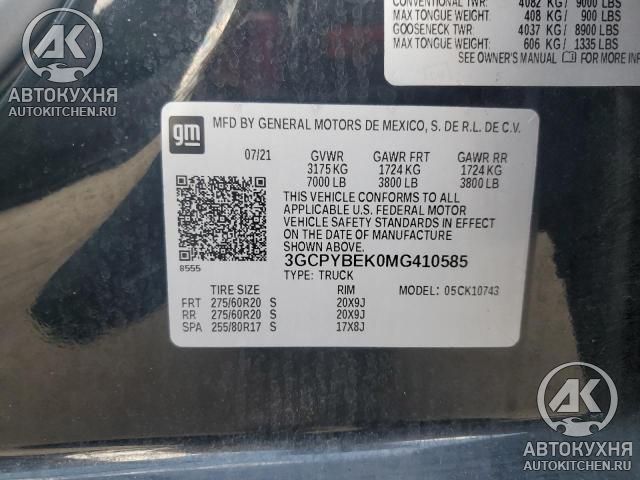 CONVENTIONAL TWR: 4082 KG/ 9000 LBS
MAX TONGUE WEIGHT: 408 KG / 900 LBS
GOOSENECK TWR: 4037 KG/ 8900 LBS
MAX TONGUE WEIGHT: 606 KG / 1335 LBS
SEE OWNER'S MANUAL FOR MORE INFO
AK
АВТОКУХНЯ
AUTOKITCHEN.RU
gm
MFD BY GENERAL MOTORS DE MEXICO, S. DE R.L. DE C.V.
07/21 GVWR GAWR FRT GAWR RR
3175 KG 1724 KG 1724 KG
7000 LB 3800 LB 3800 LB
THIS VEHICLE CONFORMS TO ALL
APPLICABLE U.S. FEDERAL MOTOR
VEHICLE SAFETY STANDARDS IN EFFECT
ON THE DATE OF MANUFACTURE
SHOWN ABOVE.
8555
3GCPYBEK0MG410585
TYPE: TRUCK
TIRE SIZE RIM MODEL: 05CK10743
FRT 275/60R20 S 20X9J
RR 275/60R20 S 20X9J
SPA 255/80R17 S 17X8J
AK
АВТОКУХНЯ
AUTOKITCHEN.RU